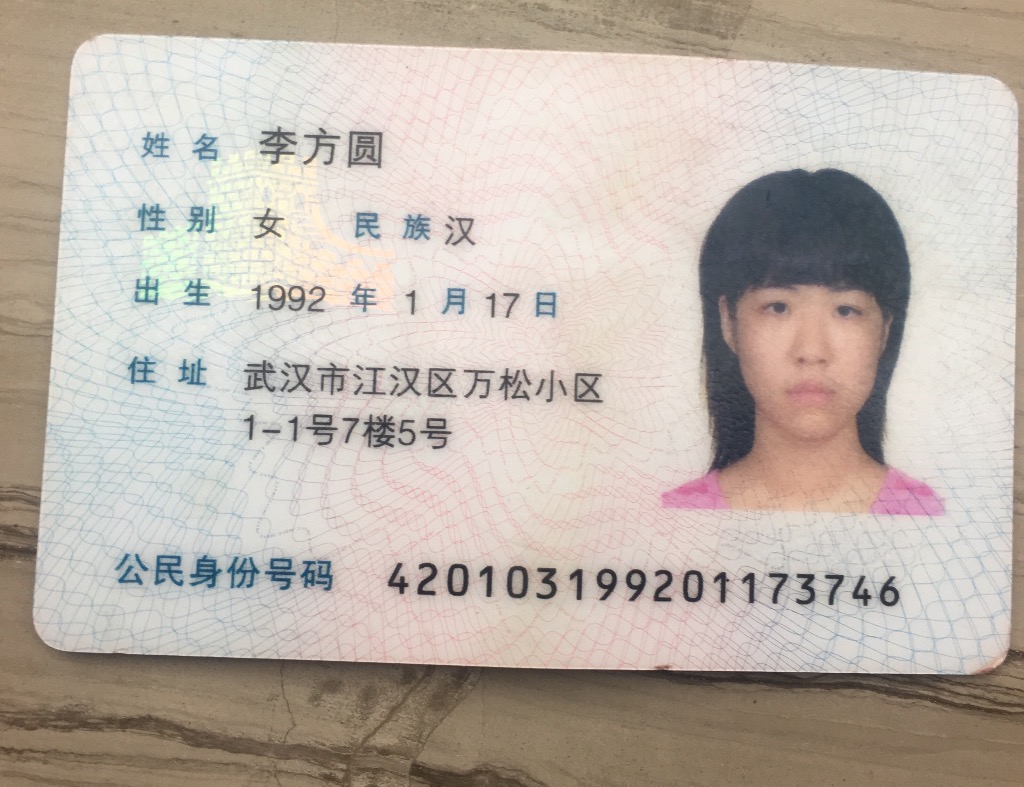 姓名 李方圆
性别 女 民族 汉
出生 1992 年 1 月 17 日
住址 武汉市江汉区万松小区
1-1号7楼5号
公民身份号码 420103199201173746